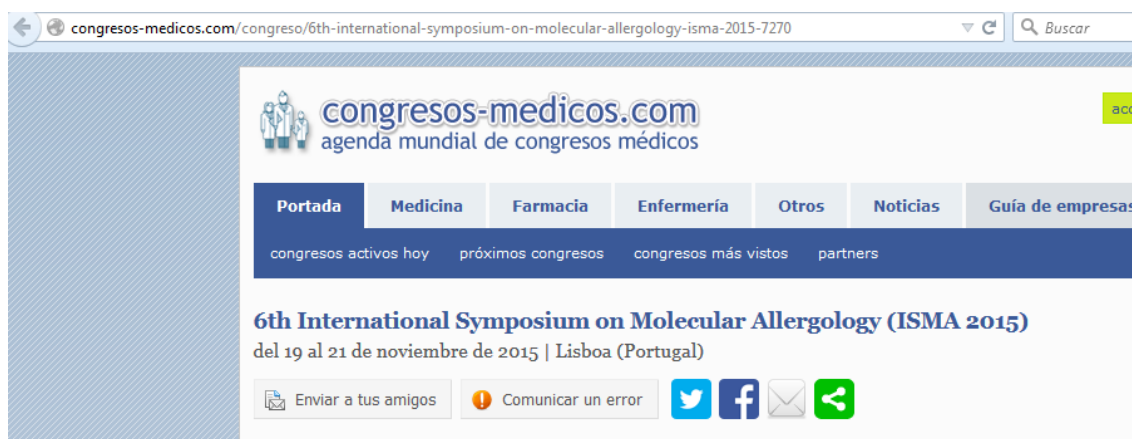 congresos-medicos.com/congreso/6th-international-symposium-on-molecular-allergology-isma-2015-7270 Buscar
congresos-medicos.com
agenda mundial de congresos médicos
Portada Medicina Farmacia Enfermería Otros Noticias Guía de empresas
congresos activos hoy próximos congresos congresos más vistos partners
6th International Symposium on Molecular Allergology (ISMA 2015)
del 19 al 21 de noviembre de 2015 | Lisboa (Portugal)
Enviar a tus amigos Comunicar un error